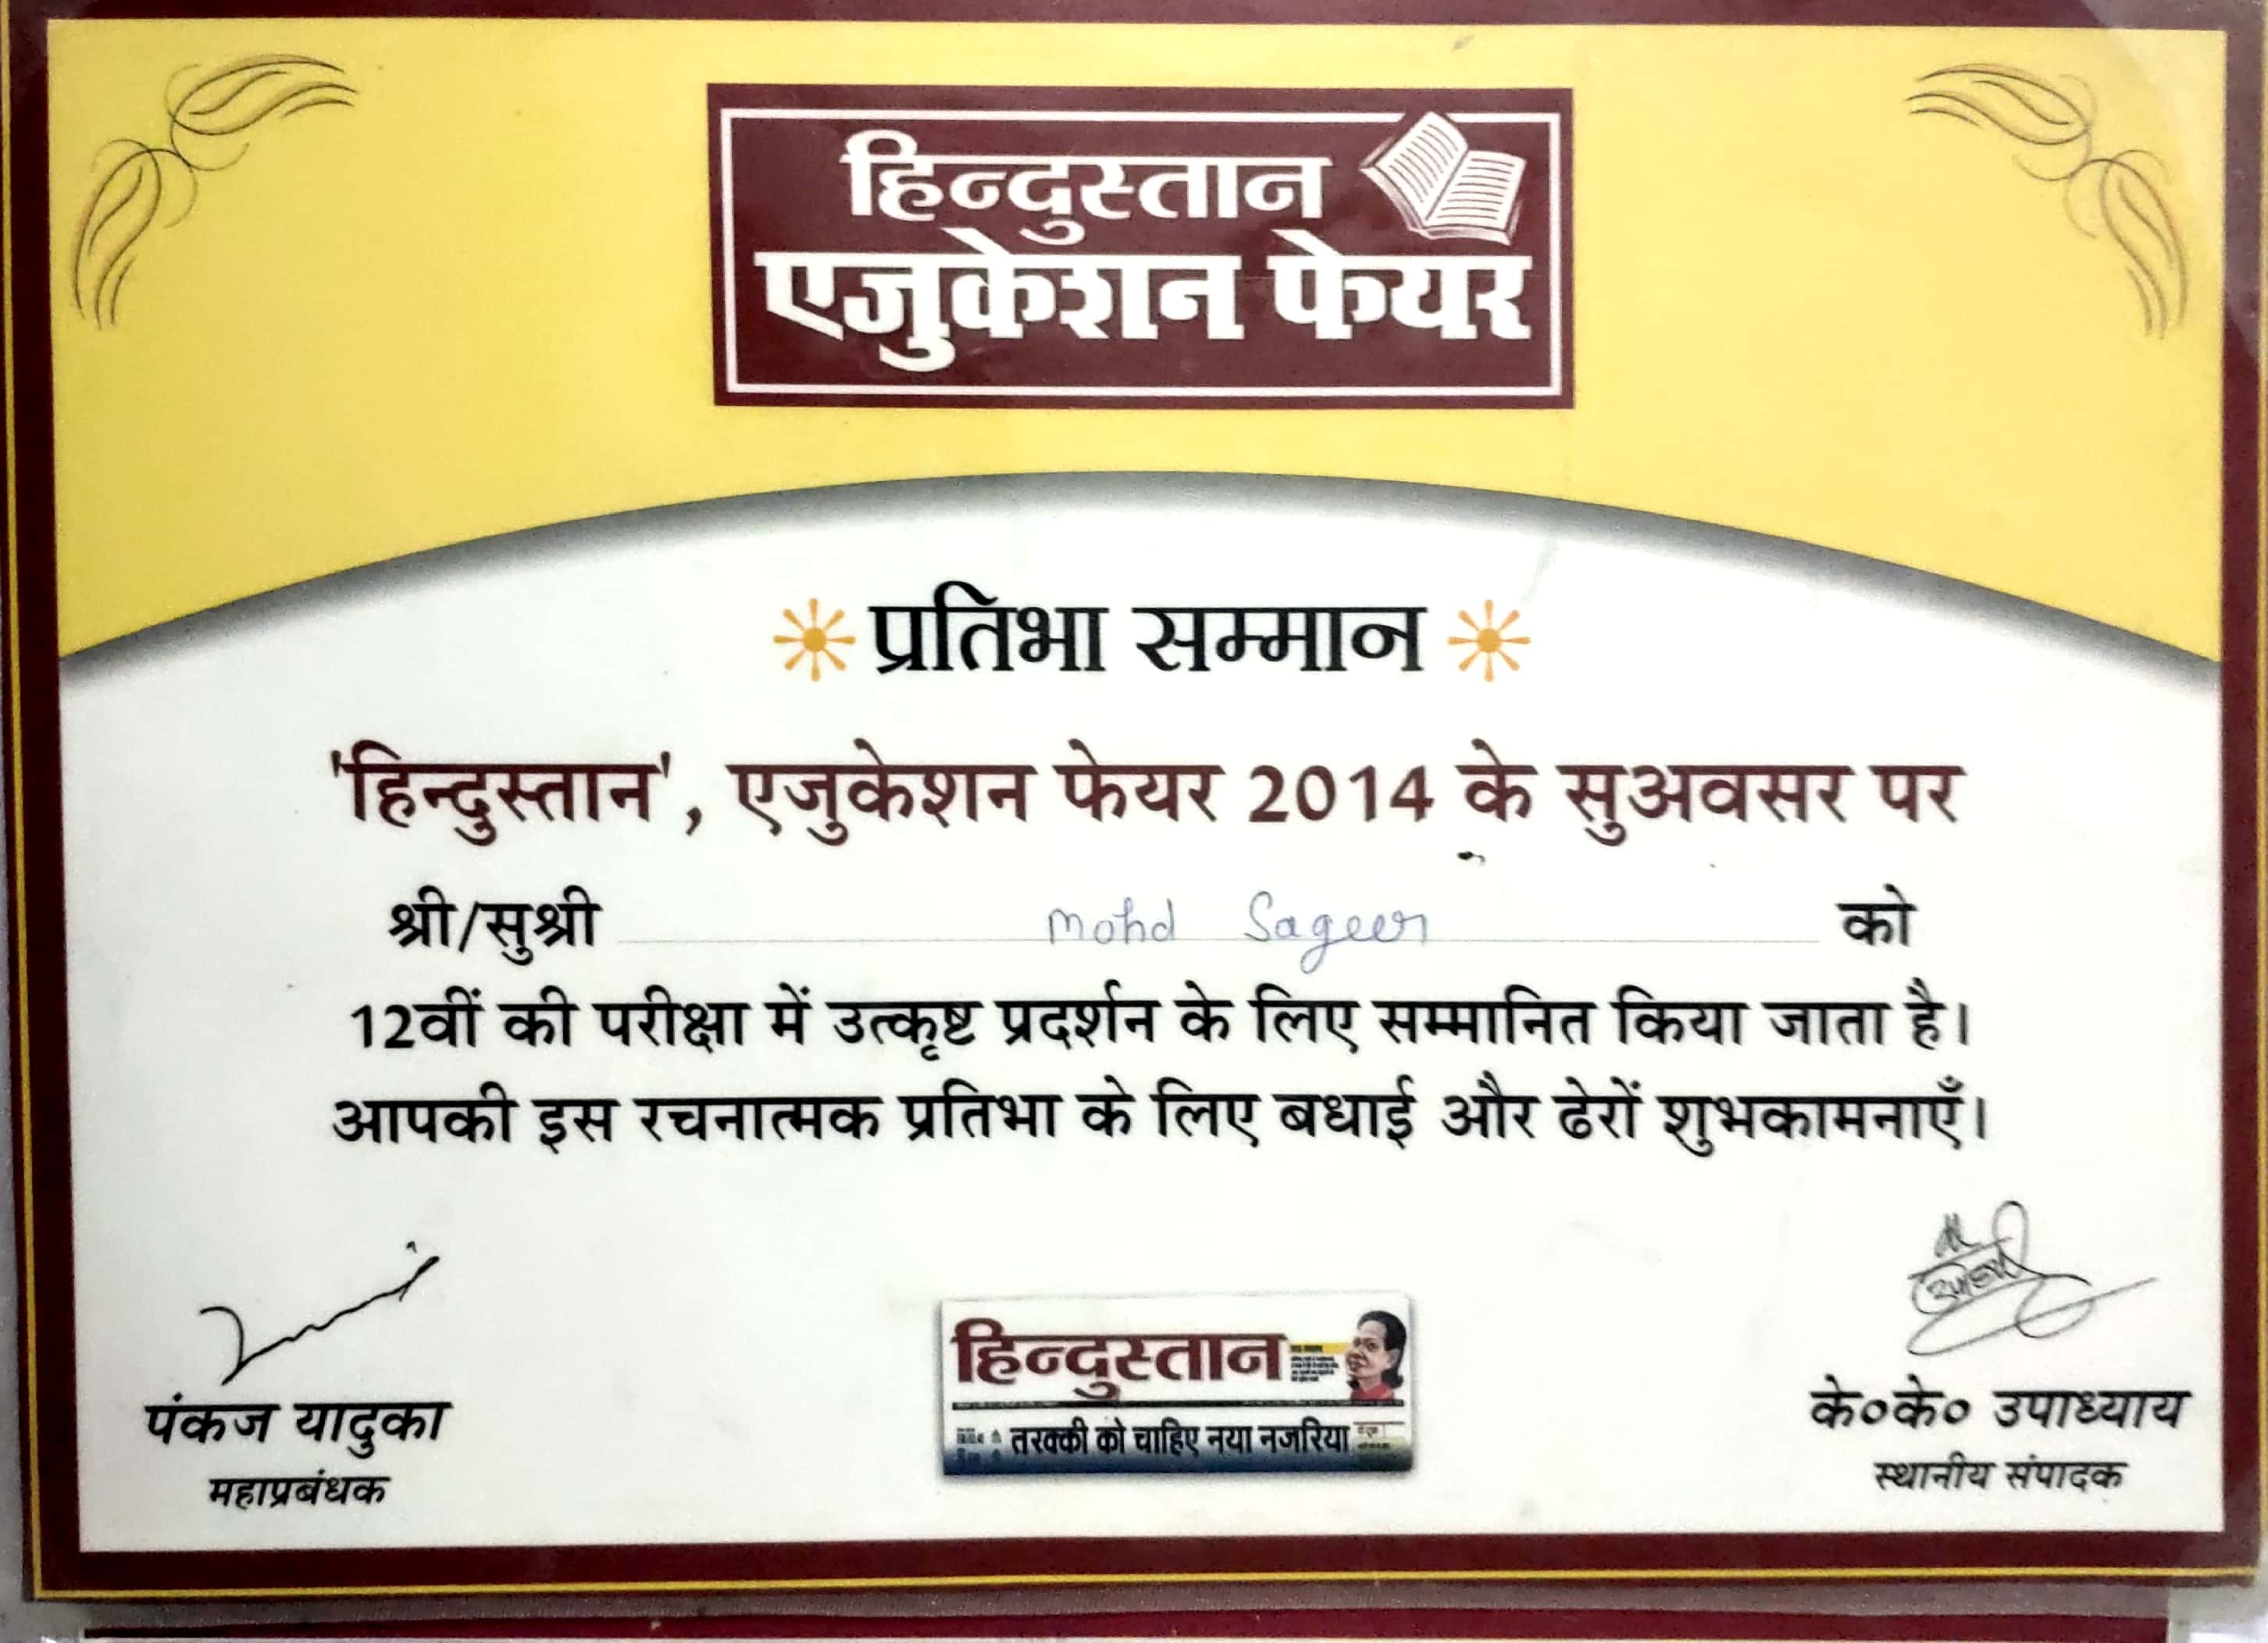 हिन्दुस्तान
एजुकेशन फेयर
प्रतिभा सम्मान
'हिन्दुस्तान', एजुकेशन फेयर 2014 के सुअवसर पर
श्री/सुश्री Mohd Sageer को
12वीं की परीक्षा में उत्कृष्ट प्रदर्शन के लिए सम्मानित किया जाता है।
आपकी इस रचनात्मक प्रतिभा के लिए बधाई और ढेरों शुभकामनाएँ।
पंकज यादुका
महाप्रबंधक
हिन्दुस्तान
तरक्की को चाहिए नया नजरिया
के०के० उपाध्याय
स्थानीय संपादक